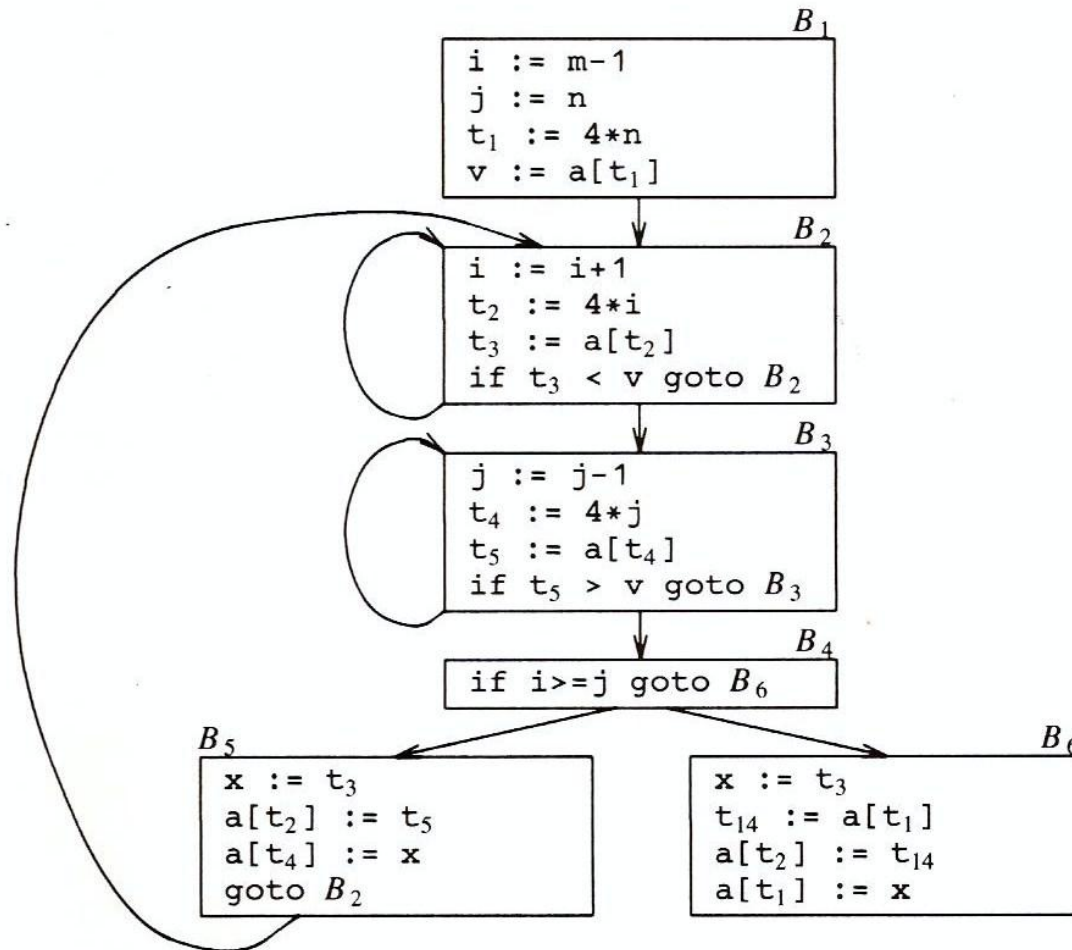 B₁
i := m-1
j := n
t₁ := 4*n
v := a[t₁]
B₂
i := i+1
t₂ := 4*i
t₃ := a[t₂]
if t₃ < v goto B₂
B₃
j := j-1
t₄ := 4*j
t₅ := a[t₄]
if t₅ > v goto B₃
B₄
if i>=j goto B₆
B₅
x := t₃
a[t₂] := t₅
a[t₄] := x
goto B₂
B₆
x := t₃
t₁₄ := a[t₁]
a[t₂] := t₁₄
a[t₁] := x